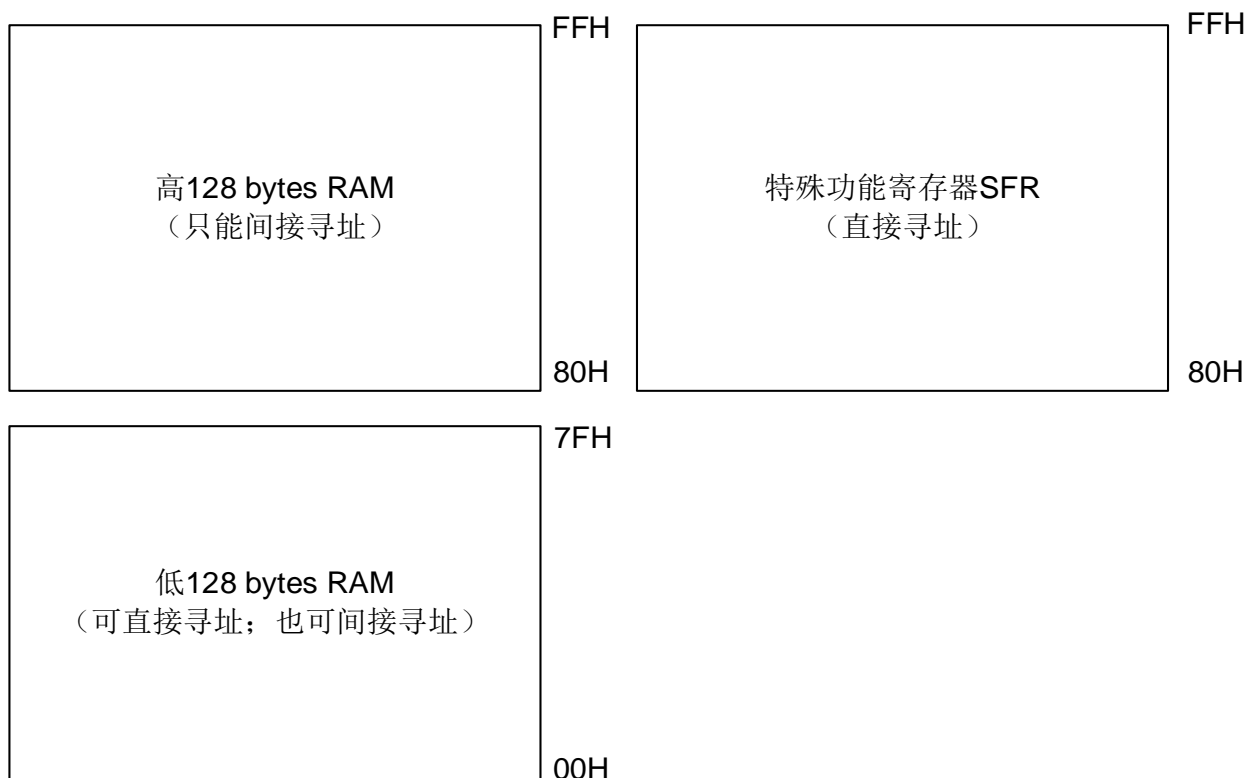 FFH
高128 bytes RAM
（只能间接寻址）
80H
FFH
特殊功能寄存器SFR
（直接寻址）
80H
7FH
低128 bytes RAM
（可直接寻址；也可间接寻址）
00H